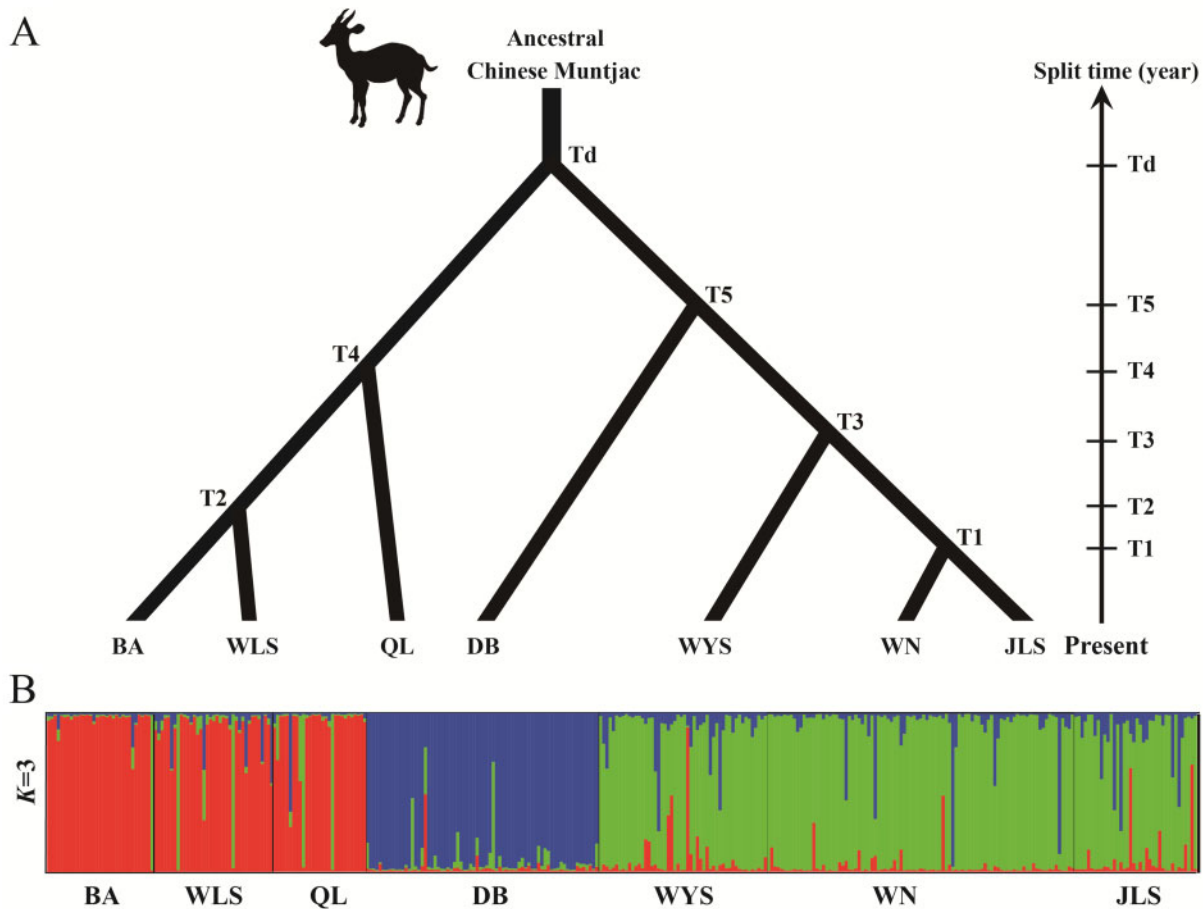 A
Ancestral
Chinese Muntjac
Split time (year)
Td
Td
T5
T5
T4
T4
T3
T3
T2
T2
T1
T1
BA WLS QL DB WYS WN JLS Present
B
K=3
BA WLS QL DB WYS WN JLS